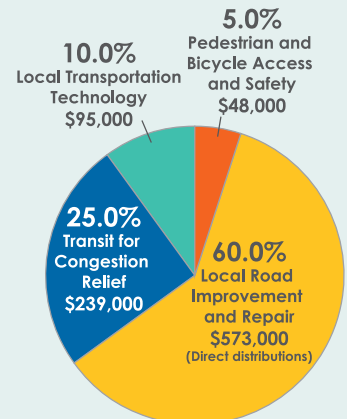 5.0%
Pedestrian and
Bicycle Access
and Safety
$48,000
10.0%
Local Transportation
Technology
$95,000
25.0%
Transit for
Congestion
Relief
$239,000
60.0%
Local Road
Improvement
and Repair
$573,000
(Direct distributions)